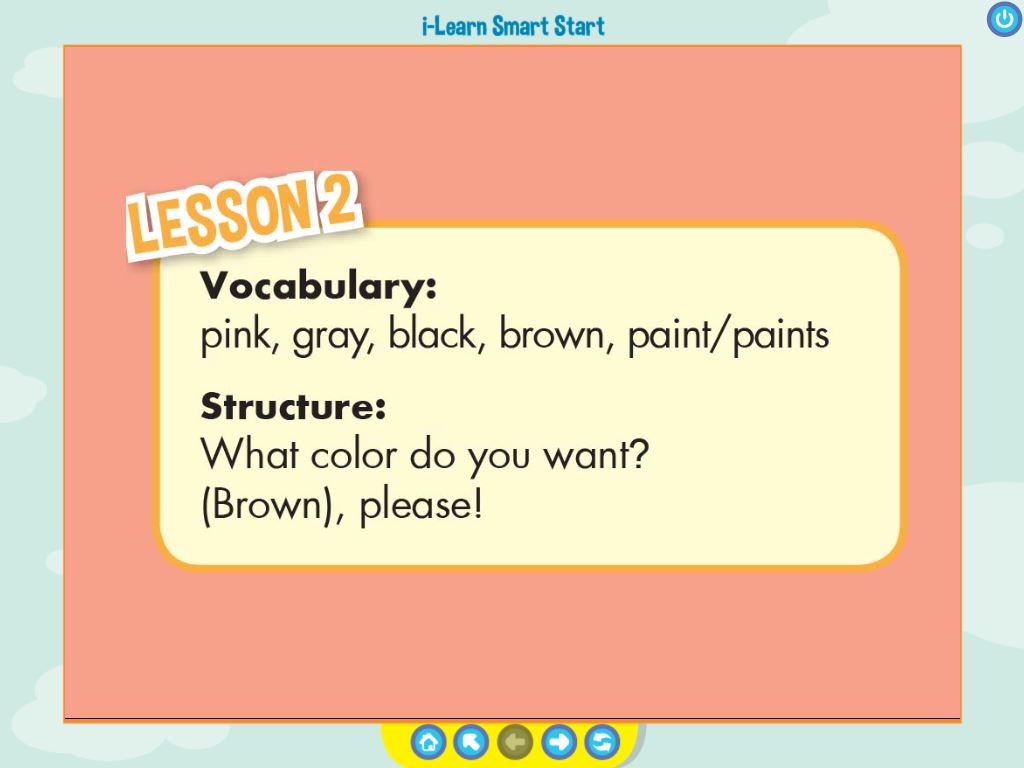 i-Learn Smart Start
LESSON 2
Vocabulary:
pink, gray, black, brown, paint/paints
Structure:
What color do you want?
(Brown), please!